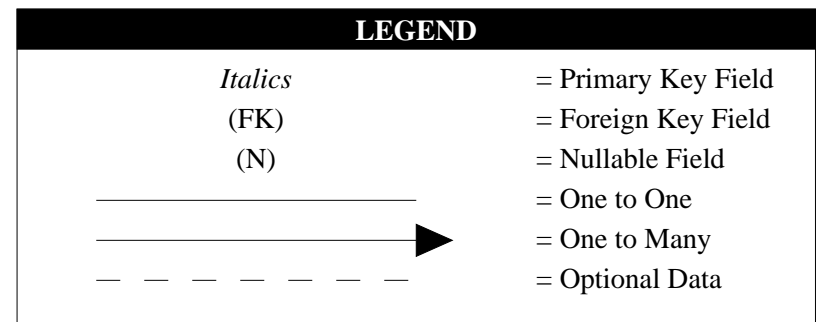 LEGEND
Italics = Primary Key Field
(FK) = Foreign Key Field
(N) = Nullable Field
= One to One
= One to Many
= Optional Data